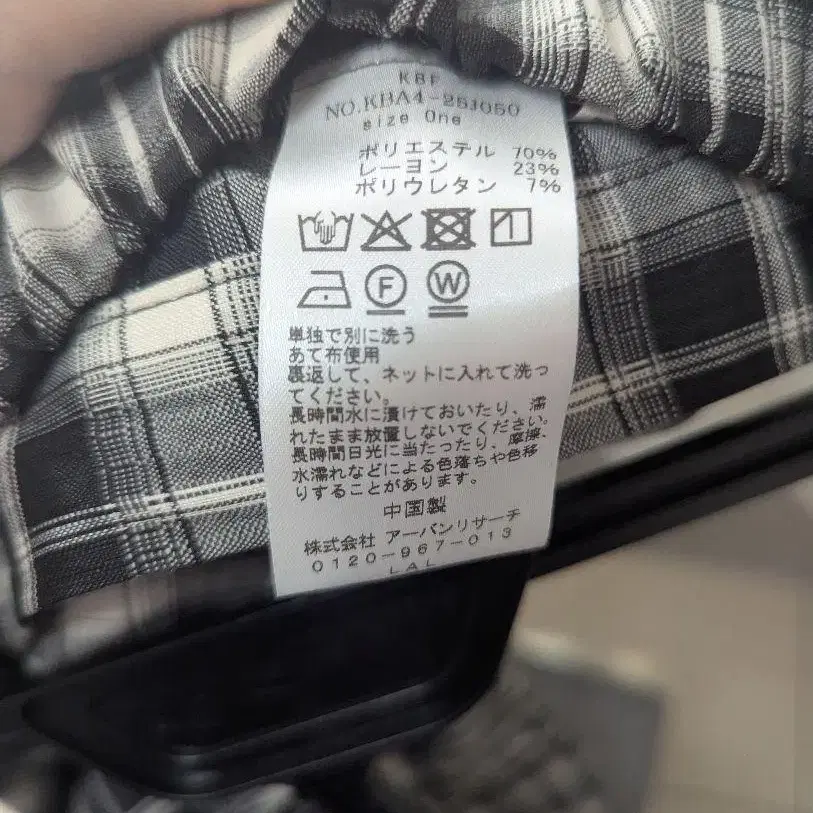 KBF
NO.KBA4-26J050
size One
ポリエステル 70%
レーヨン 23%
ポリウレタン 7%
F W
単独で別に洗う
あて布使用
裏返して、ネットに入れて洗っ
てください。
長時間水に漬けておいたり、濡
れたまま放置しないでください。
長時間日光に当たったり、摩擦、
水濡れなどによる色落ちや色移
りすることがあります。
中国製
株式会社 アーバンリサーチ
0120-967-013
LAL